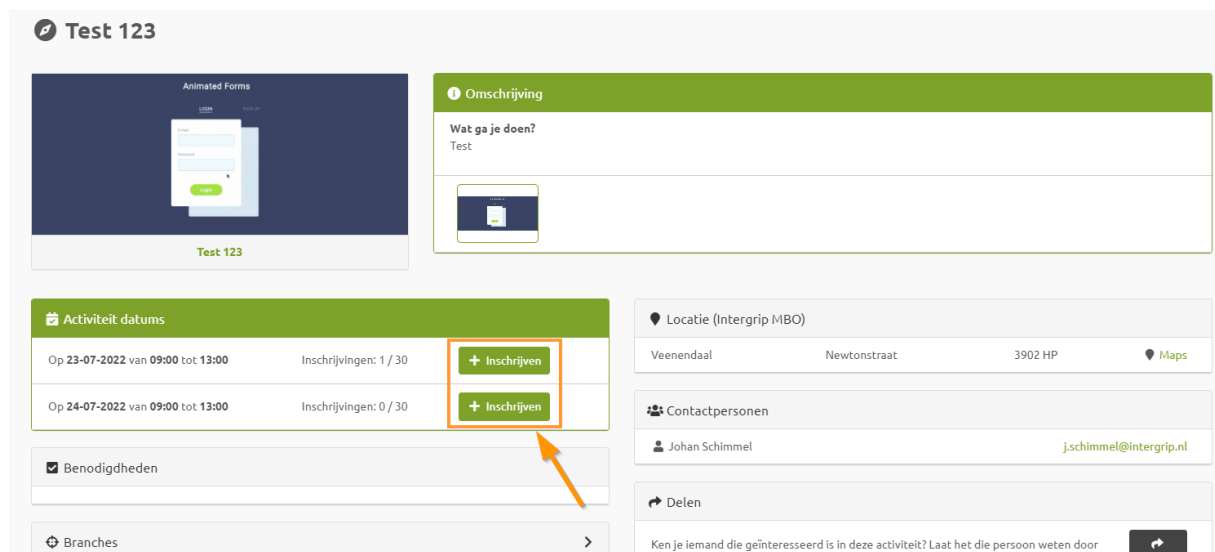 Test 123
Animated Forms
LOGIN SIGN UP
Email
Password
Login
Test 123
Omschrijving
Wat ga je doen?
Test
Activiteit datums
Op 23-07-2022 van 09:00 tot 13:00 Inschrijvingen: 1 / 30 + Inschrijven
Op 24-07-2022 van 09:00 tot 13:00 Inschrijvingen: 0 / 30 + Inschrijven
Benodigdheden
Branches
Locatie (Intergrip MBO)
Veenendaal Newtonstraat 3902 HP Maps
Contactpersonen
Johan Schimmel j.schimmel@intergrip.nl
Delen
Ken je iemand die geïnteresseerd is in deze activiteit? Laat het die persoon weten door